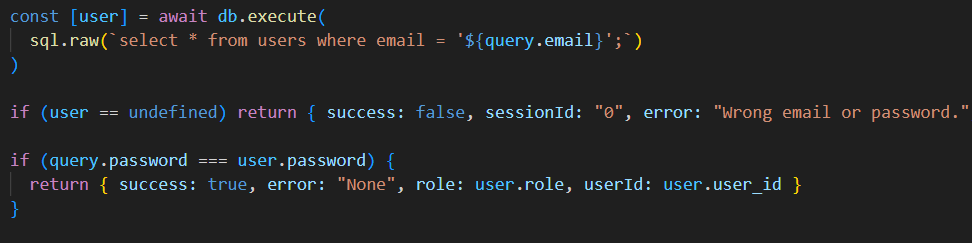 const [user] = await db.execute(
sql.raw(`select * from users where email = '${query.email}';`)
)
if (user == undefined) return { success: false, sessionId: "0", error: "Wrong email or password."
if (query.password === user.password) {
return { success: true, error: "None", role: user.role, userId: user.user_id }
}